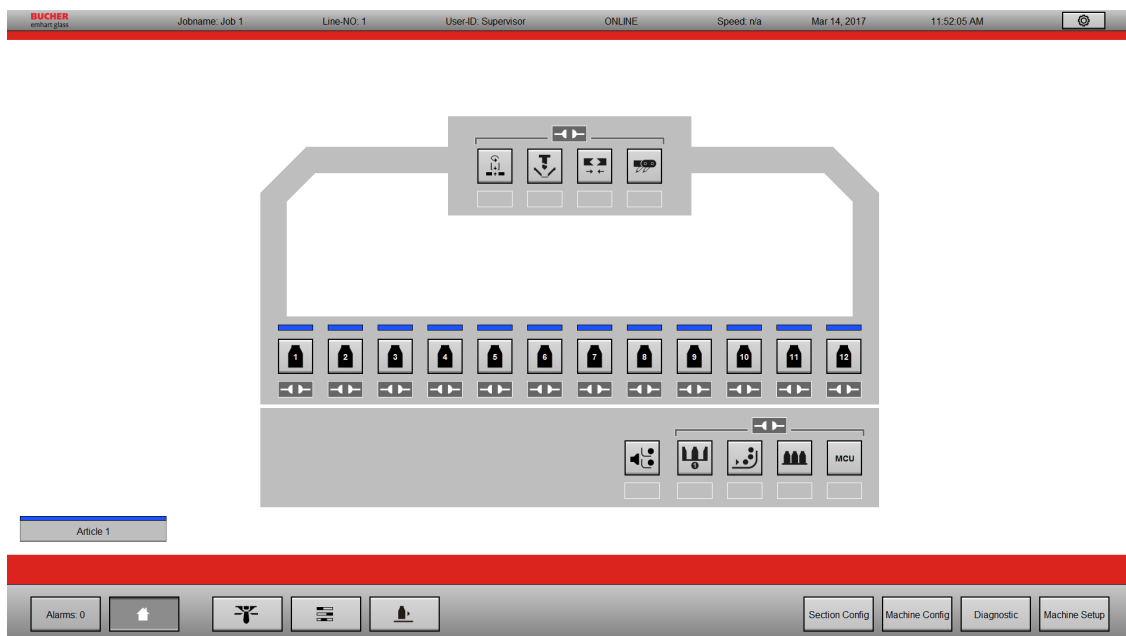 BUCHER
emhart glass
Jobname: Job 1
Line-NO: 1
User-ID: Supervisor
ONLINE
Speed: n/a
Mar 14, 2017
11:52:05 AM
1
2
3
4
5
6
7
8
9
10
11
12
1
MCU
Article 1
Alarms: 0
Section Config
Machine Config
Diagnostic
Machine Setup